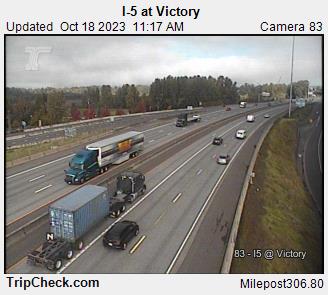 I-5 at Victory
Updated Oct 18 2023 11:17 AM Camera 83
83 - I5 @ Victory
TripCheck.com Milepost306.80